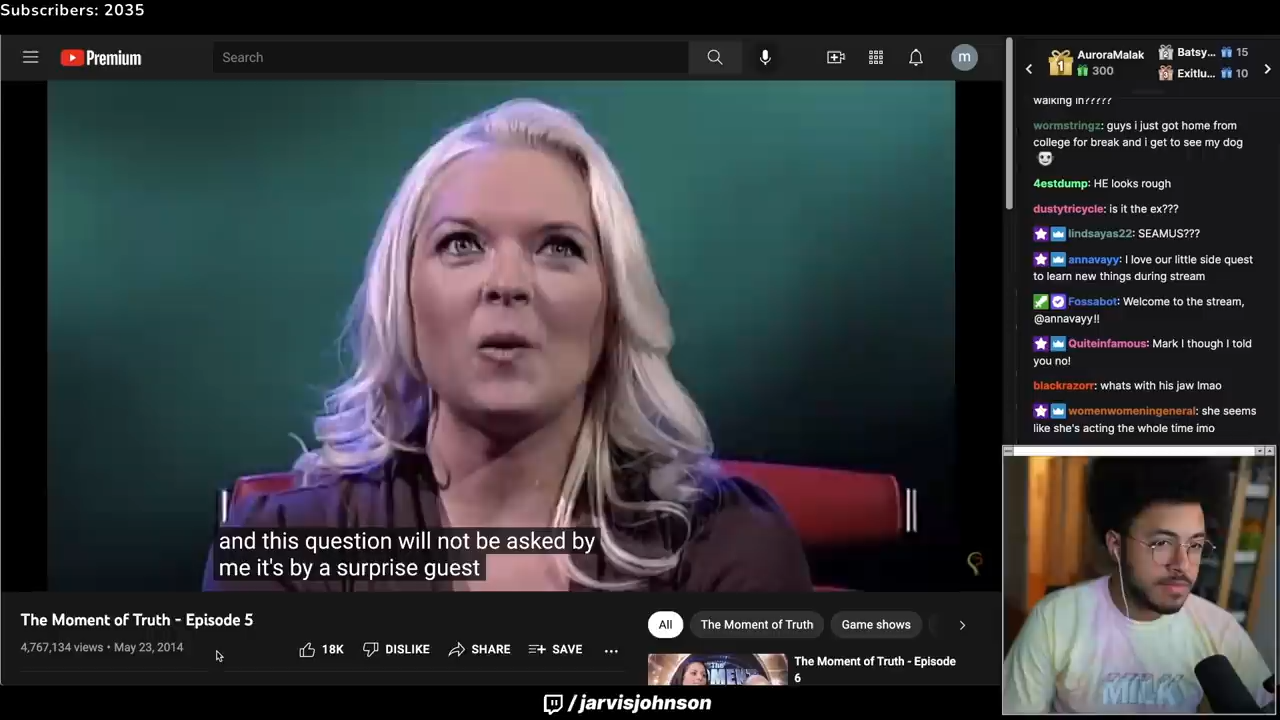 Subscribers: 2035
Premium
Search
m
and this question will not be asked by
me it's by a surprise guest
The Moment of Truth - Episode 5
4,767,134 views • May 23, 2014
18K
DISLIKE
SHARE
SAVE
All
The Moment of Truth
Game shows
The Moment of Truth - Episode
6
1
AuroraMalak
300
2
Batsy... 15
3
Exitlu... 10
walking in?????
wormstringz: guys i just got home from
college for break and i get to see my dog
4estdump: HE looks rough
dustytricycle: is it the ex???
lindsayas22: SEAMUS???
annavayy: I love our little side quest
to learn new things during stream
Fossabot: Welcome to the stream,
@annavayy!!
Quiteinfamous: Mark I though I told
you no!
blackrazorr: whats with his jaw lmao
womenwomeningeneral: she seems
like she's acting the whole time imo
MILK
/jarvisjohnson